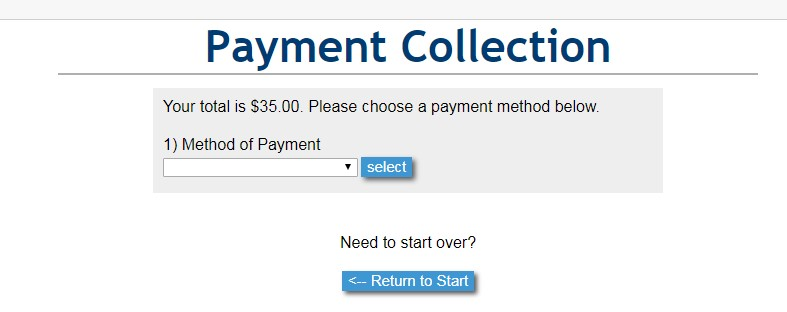 Payment Collection
Your total is $35.00. Please choose a payment method below.
1) Method of Payment
select
Need to start over?
<-- Return to Start